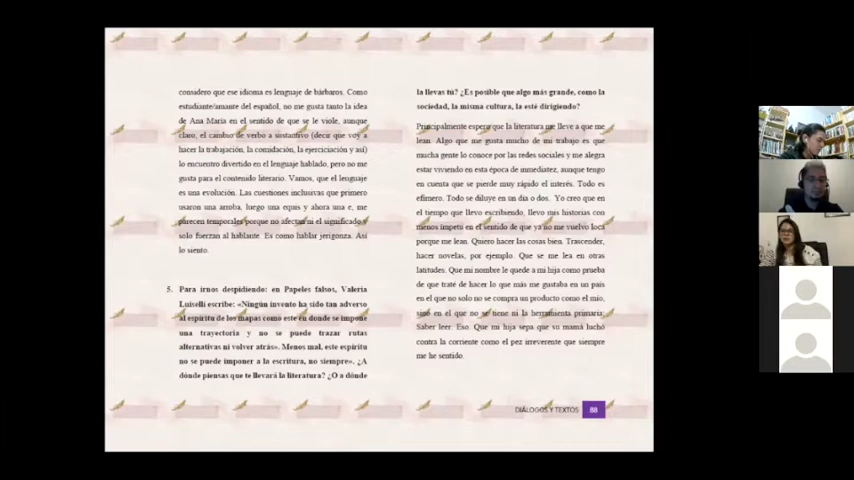 considero que ese idioma es lenguaje de bárbaros. Como
estudiante/amante del español, no me gusta tanto la idea
de Ana María en el sentido de que se le viole, aunque
claro, el cambio de verbo a sustantivo (decir que voy a
hacer la trabajación, la comidación, la ejerciciación y así)
lo encuentro divertido en el lenguaje hablado, pero no me
gusta para el contenido literario. Vamos, que el lenguaje
es una evolución. Las cuestiones inclusivas que primero
usaron una arroba, luego una equis y ahora una e, me
parecen temporales porque no afectan ni el significado y
solo fuerzan al hablante. Es como hablar jerigonza. Así
lo siento.
5. Para irnos despidiendo: en Papeles falsos, Valeria
Luiselli escribe: «Ningún invento ha sido tan adverso
al espíritu de los mapas como este en donde se impone
una trayectoria y no se puede trazar rutas
alternativas ni volver atrás». Menos mal, este espíritu
no se puede imponer a la escritura, no siempre». ¿A
dónde piensas que te llevará la literatura? ¿O a dónde
la llevas tú? ¿Es posible que algo más grande, como la
sociedad, la misma cultura, la esté dirigiendo?
Principalmente espero que la literatura me lleve a que me
lean. Algo que me gusta mucho de mi trabajo es que
mucha gente lo conoce por las redes sociales y me alegra
estar viviendo en esta época de inmediatez, aunque tengo
en cuenta que se pierde muy rápido el interés. Todo es
efímero. Todo se diluye en un día o dos. Yo creo que en
el tiempo que llevo escribiendo, llevo mis historias con
menos ímpetu en el sentido de que ya no me vuelvo loca
porque me lean. Quiero hacer las cosas bien. Trascender,
hacer novelas, por ejemplo. Que se me lea en otras
latitudes. Que mi nombre le quede a mi hija como prueba
de que traté de hacer lo que más me gustaba en un país
en el que no solo no se compra un producto como el mío,
sino en el que no se tiene ni la herramienta primaria:
Saber leer. Eso. Que mi hija sepa que su mamá luchó
contra la corriente como el pez irreverente que siempre
me he sentido.
DIÁLOGOS Y TEXTOS 88